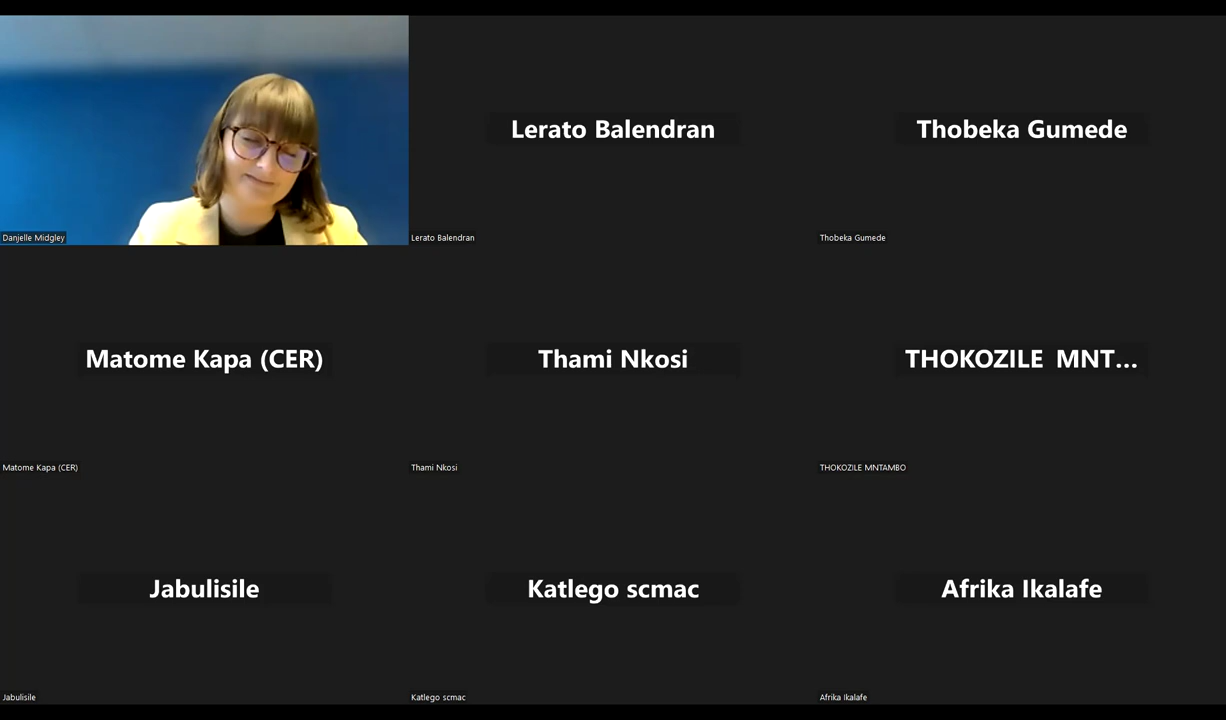 Danjelle Midgley
Lerato Balendran
Lerato Balendran
Thobeka Gumede
Thobeka Gumede
Matome Kapa (CER)
Matome Kapa (CER)
Thami Nkosi
Thami Nkosi
THOKOZILE MNT...
THOKOZILE MNTAMBO
Jabulisile
Jabulisile
Katlego scmac
Katlego scmac
Afrika Ikalafe
Afrika Ikalafe